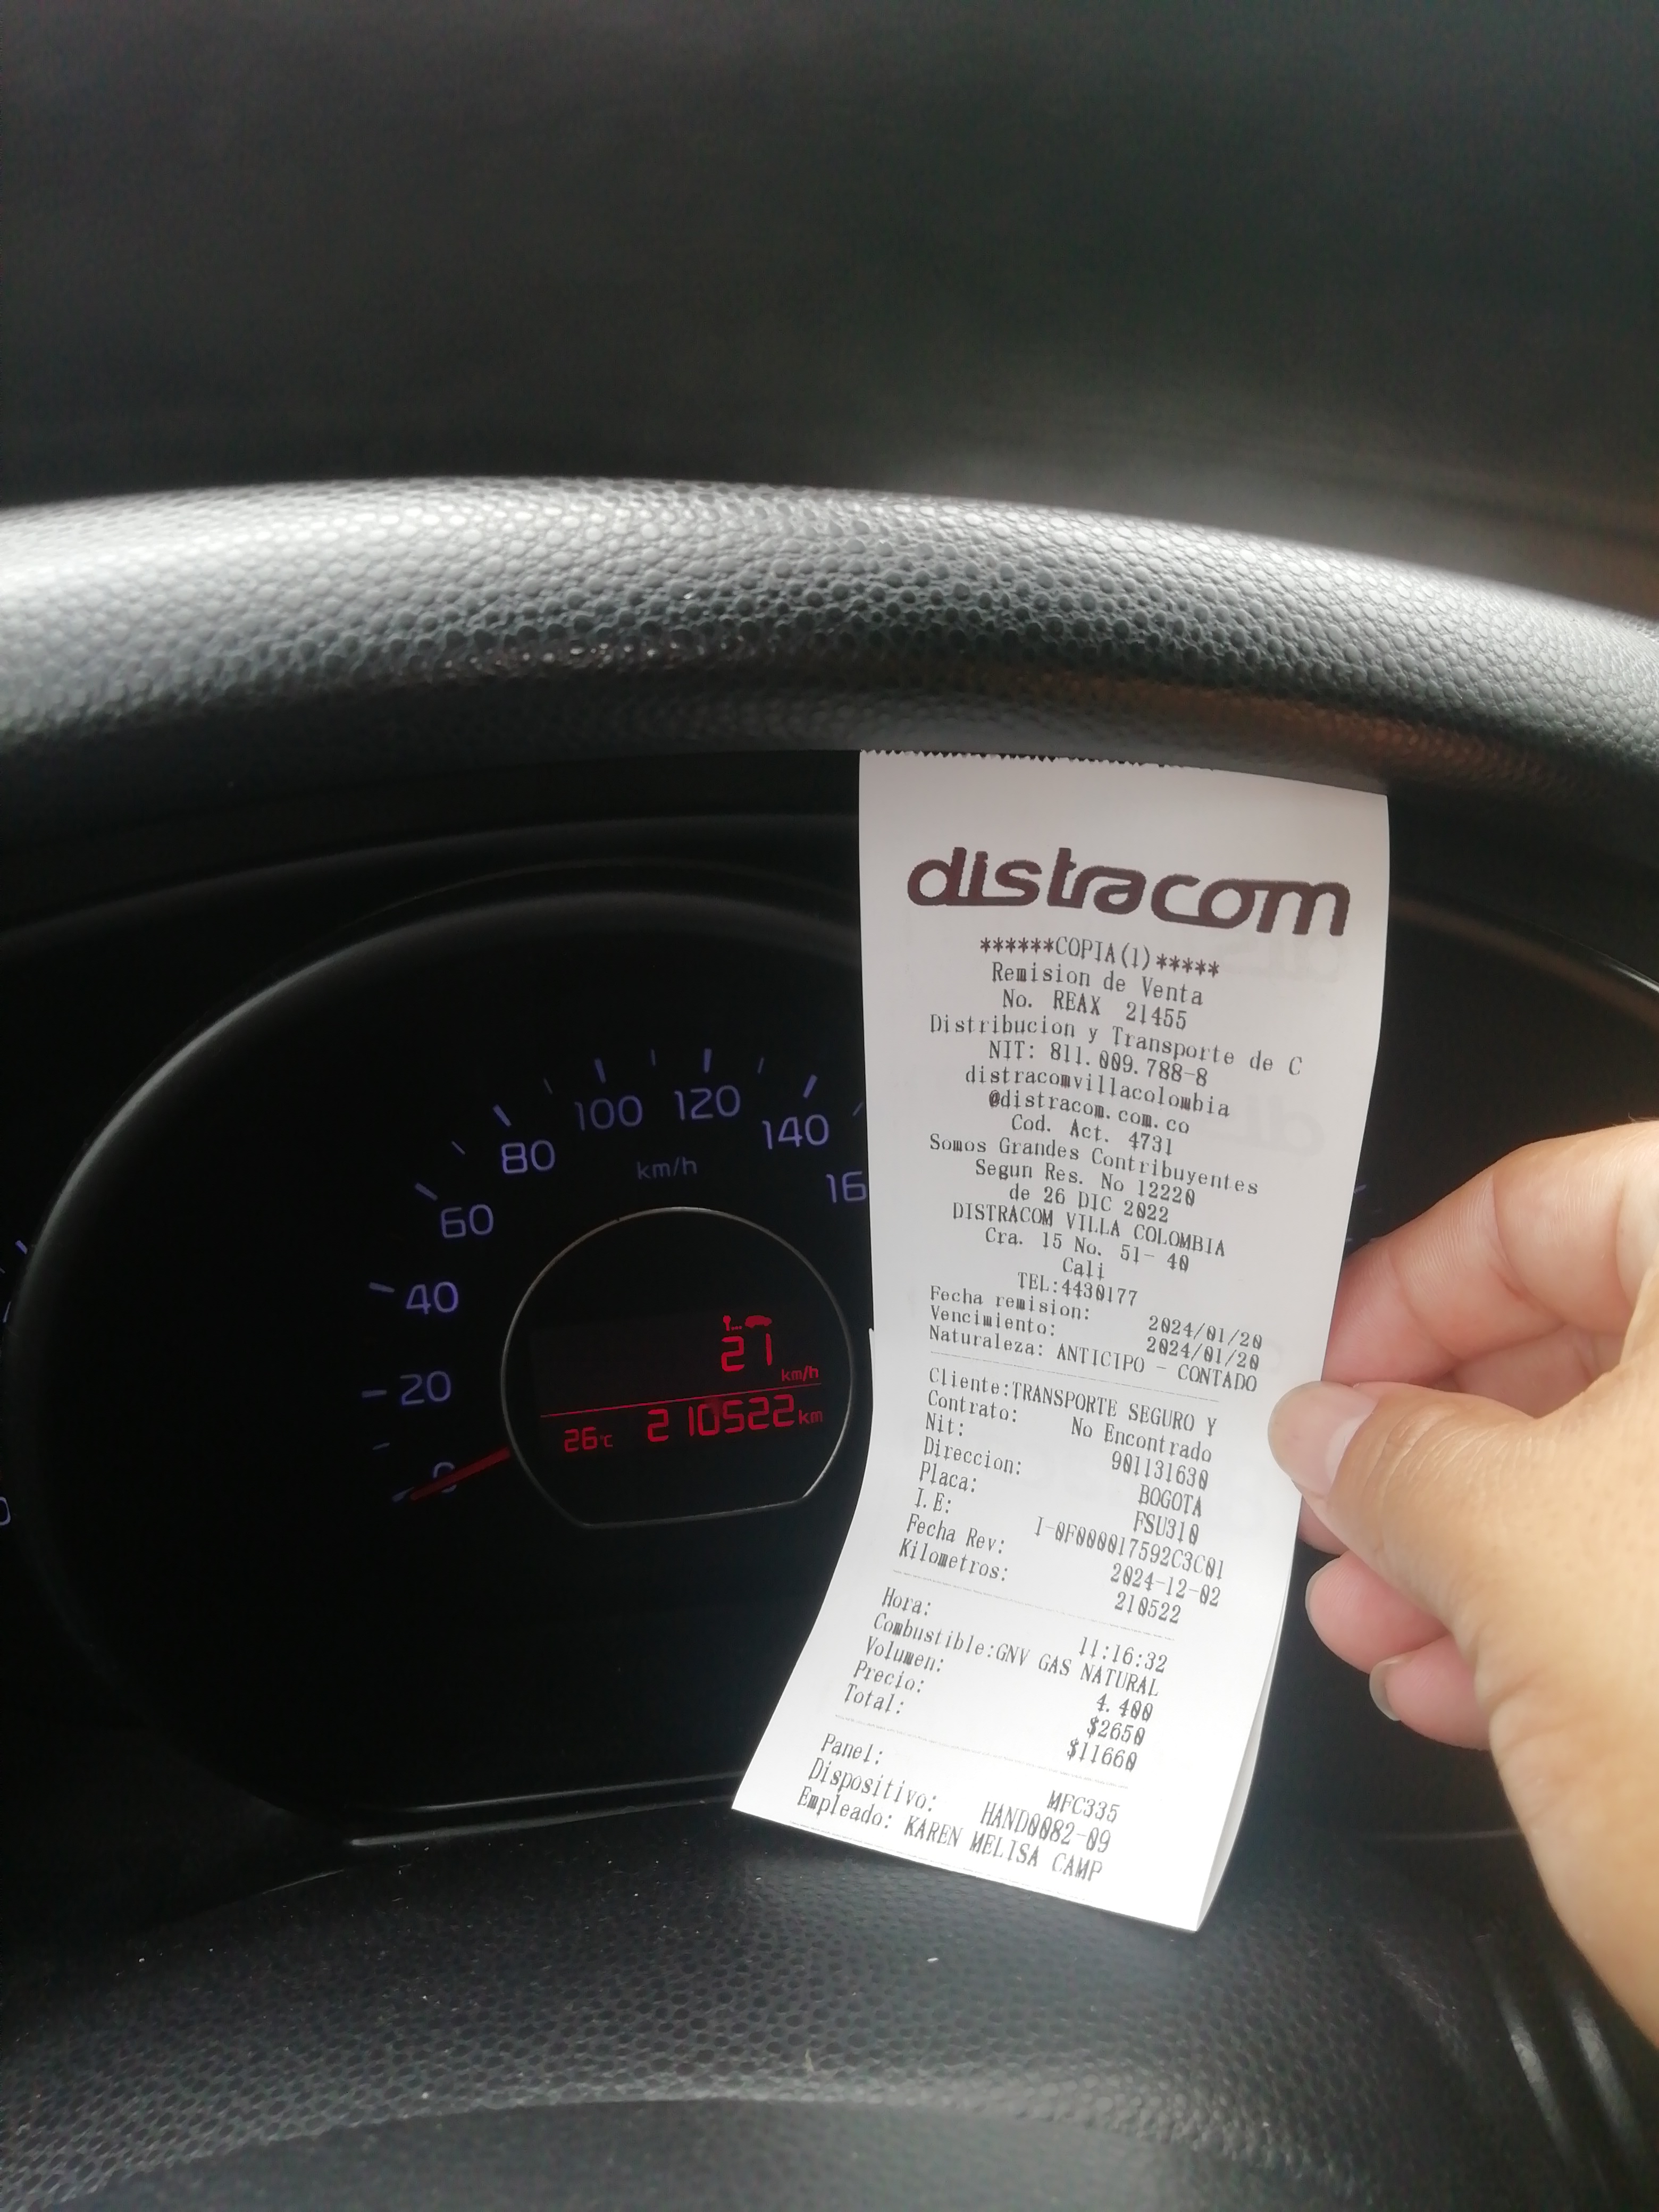 distracom
******COPIA(1)*****
Remision de Venta
No. REAX 21455
Distribucion y Transporte de C
NIT: 811.009.788-8
distracomvillacolombia
@distracom.com.co
Cod. Act. 4731
Somos Grandes Contribuyentes
Segun Res. No 12220
de 26 DIC 2022
DISTRACOM VILLA COLOMBIA
Cra. 15 No. 51- 40
Cali
TEL:4430177
Fecha remision: 2024/01/20
Vencimiento: 2024/01/20
Naturaleza: ANTICIPO - CONTADO
Cliente:TRANSPORTE SEGURO Y
Contrato: No Encontrado
Nit: 901131630
Direccion: BOGOTA
Placa: FSU310
I.E: I-0F000017592C3C01
Fecha Rev: 2024-12-02
Kilometros: 210522
Hora: 11:16:32
Combustible:GNV GAS NATURAL
Volumen: 4.400
Precio: $2650
Total: $11660
Panel: MFC335
Dispositivo: HAND0082-09
Empleado: KAREN MELISA CAMP
100 120
80 140
km/h
60 16
40
20
0
27
km/h
26°C 210522km